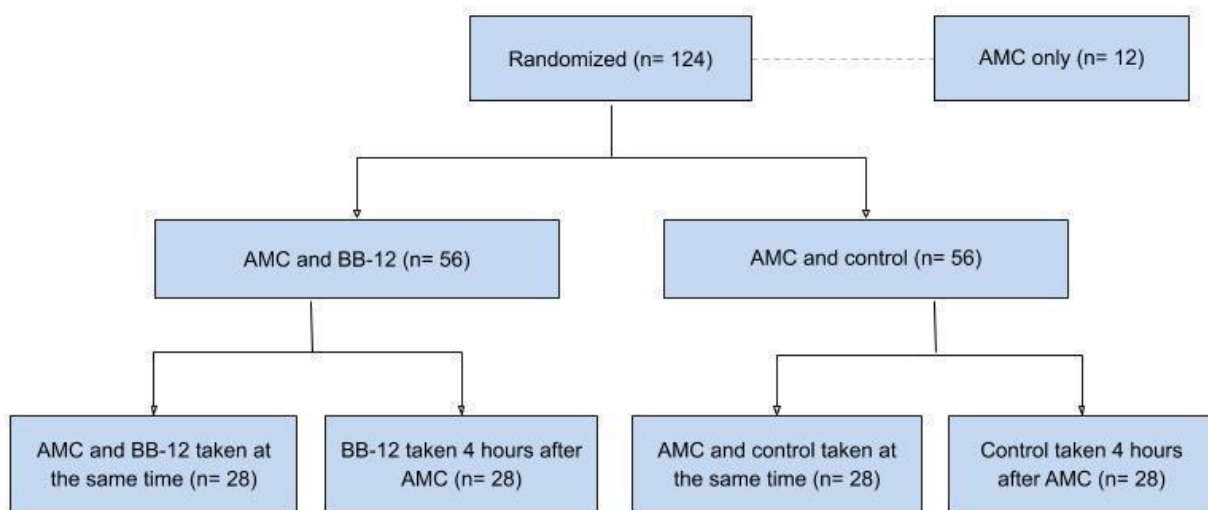 Randomized (n= 124)
AMC only (n= 12)
AMC and BB-12 (n= 56)
AMC and control (n= 56)
AMC and BB-12 taken at
the same time (n= 28)
BB-12 taken 4 hours after
AMC (n= 28)
AMC and control taken at
the same time (n= 28)
Control taken 4 hours
after AMC (n= 28)